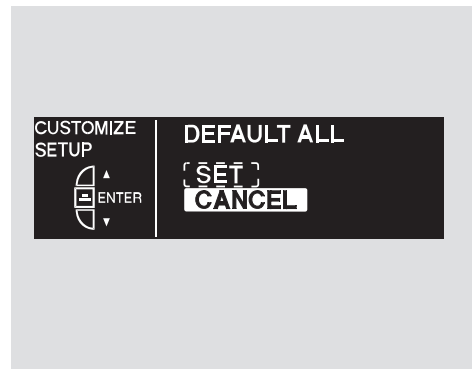 CUSTOMIZE
SETUP
ENTER
DEFAULT ALL
SET
CANCEL